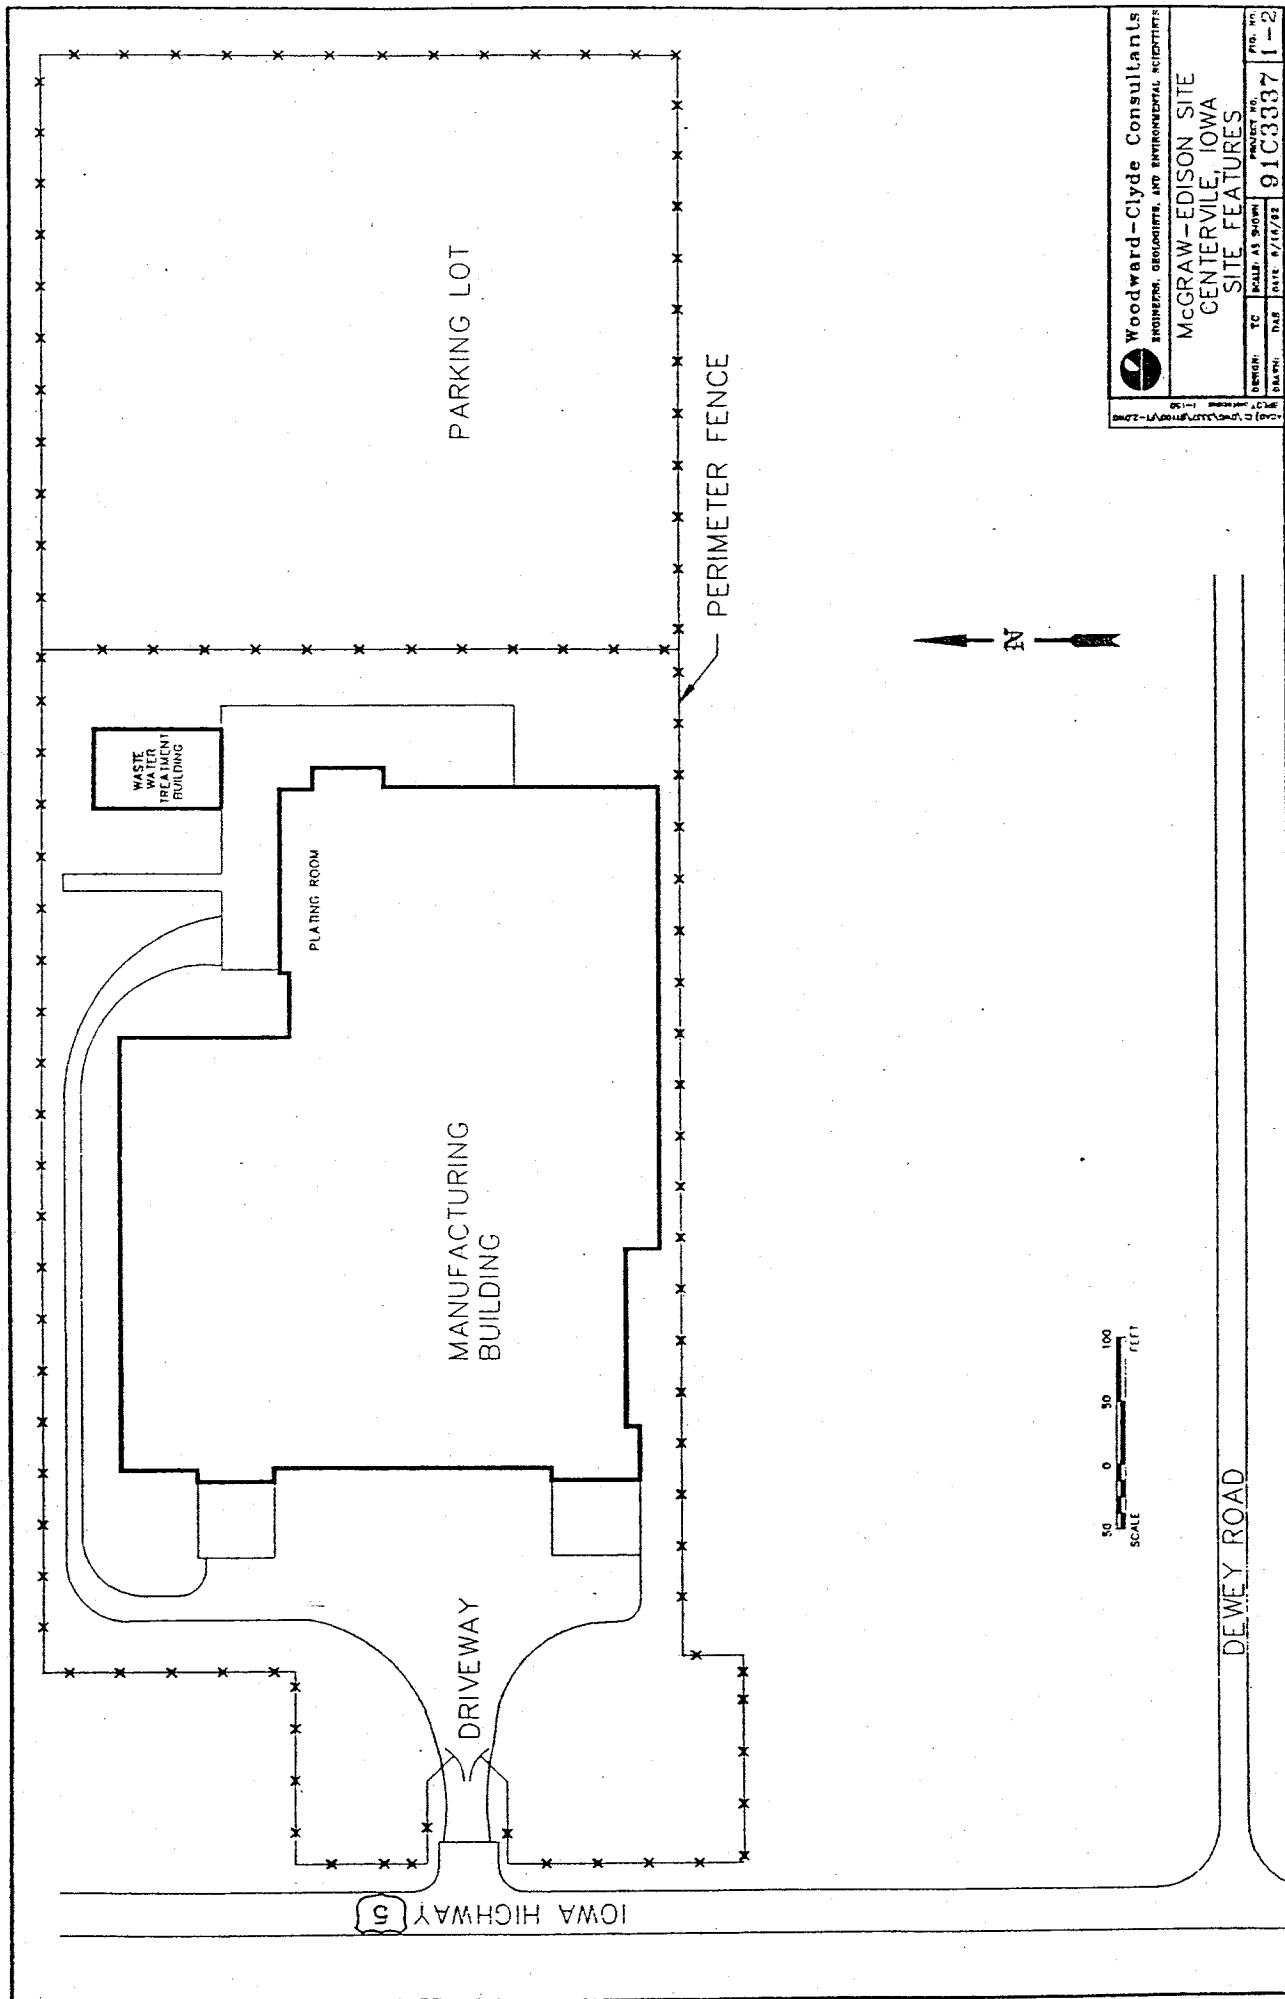 PARKING LOT
PERIMETER FENCE
WASTE
WATER
TREATMENT
BUILDING
PLATING ROOM
MANUFACTURING
BUILDING
DRIVEWAY
IOWA HIGHWAY 5
DEWEY ROAD
N
50 0 50 100
SCALE FEET
Woodward-Clyde Consultants
ENGINEERS, GEOLOGISTS, AND ENVIRONMENTAL SCIENTISTS
McGRAW-EDISON SITE
CENTERVILE, IOWA
SITE FEATURES
DESIGN: TC SCALE: AS SHOWN PROJECT NO. FIG. NO.
DRAWN: DAB DATE: 91C3337 1-2